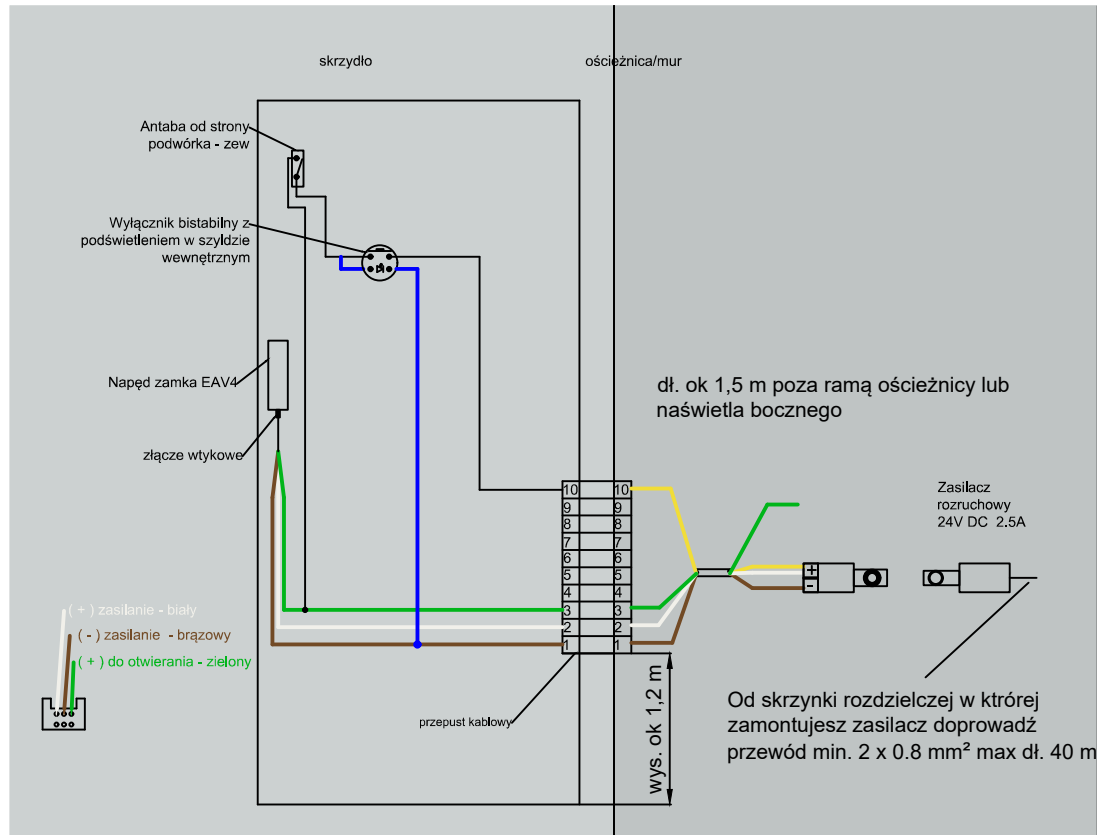 skrzydło
ościeżnica/mur
Antaba od strony
podwórka - zew
Wyłącznik bistabilny z
podświetleniem w szyldzie
wewnętrznym
Napęd zamka EAV4
złącze wtykowe
dł. ok 1,5 m poza ramą ościeżnicy lub
naświetla bocznego
10 10
9 9
8 8
7 7
6 6
5 5
4 4
3 3
2 2
1 1
Zasilacz
rozruchowy
24V DC 2.5A
+
-
( + ) zasilanie - biały
( - ) zasilanie - brązowy
( + ) do otwierania - zielony
przepust kablowy
wys. ok 1,2 m
Od skrzynki rozdzielczej w którórej
zamontujesz zasilacz doprowadź
przewód min. 2 x 0.8 mm² max dł. 40 m